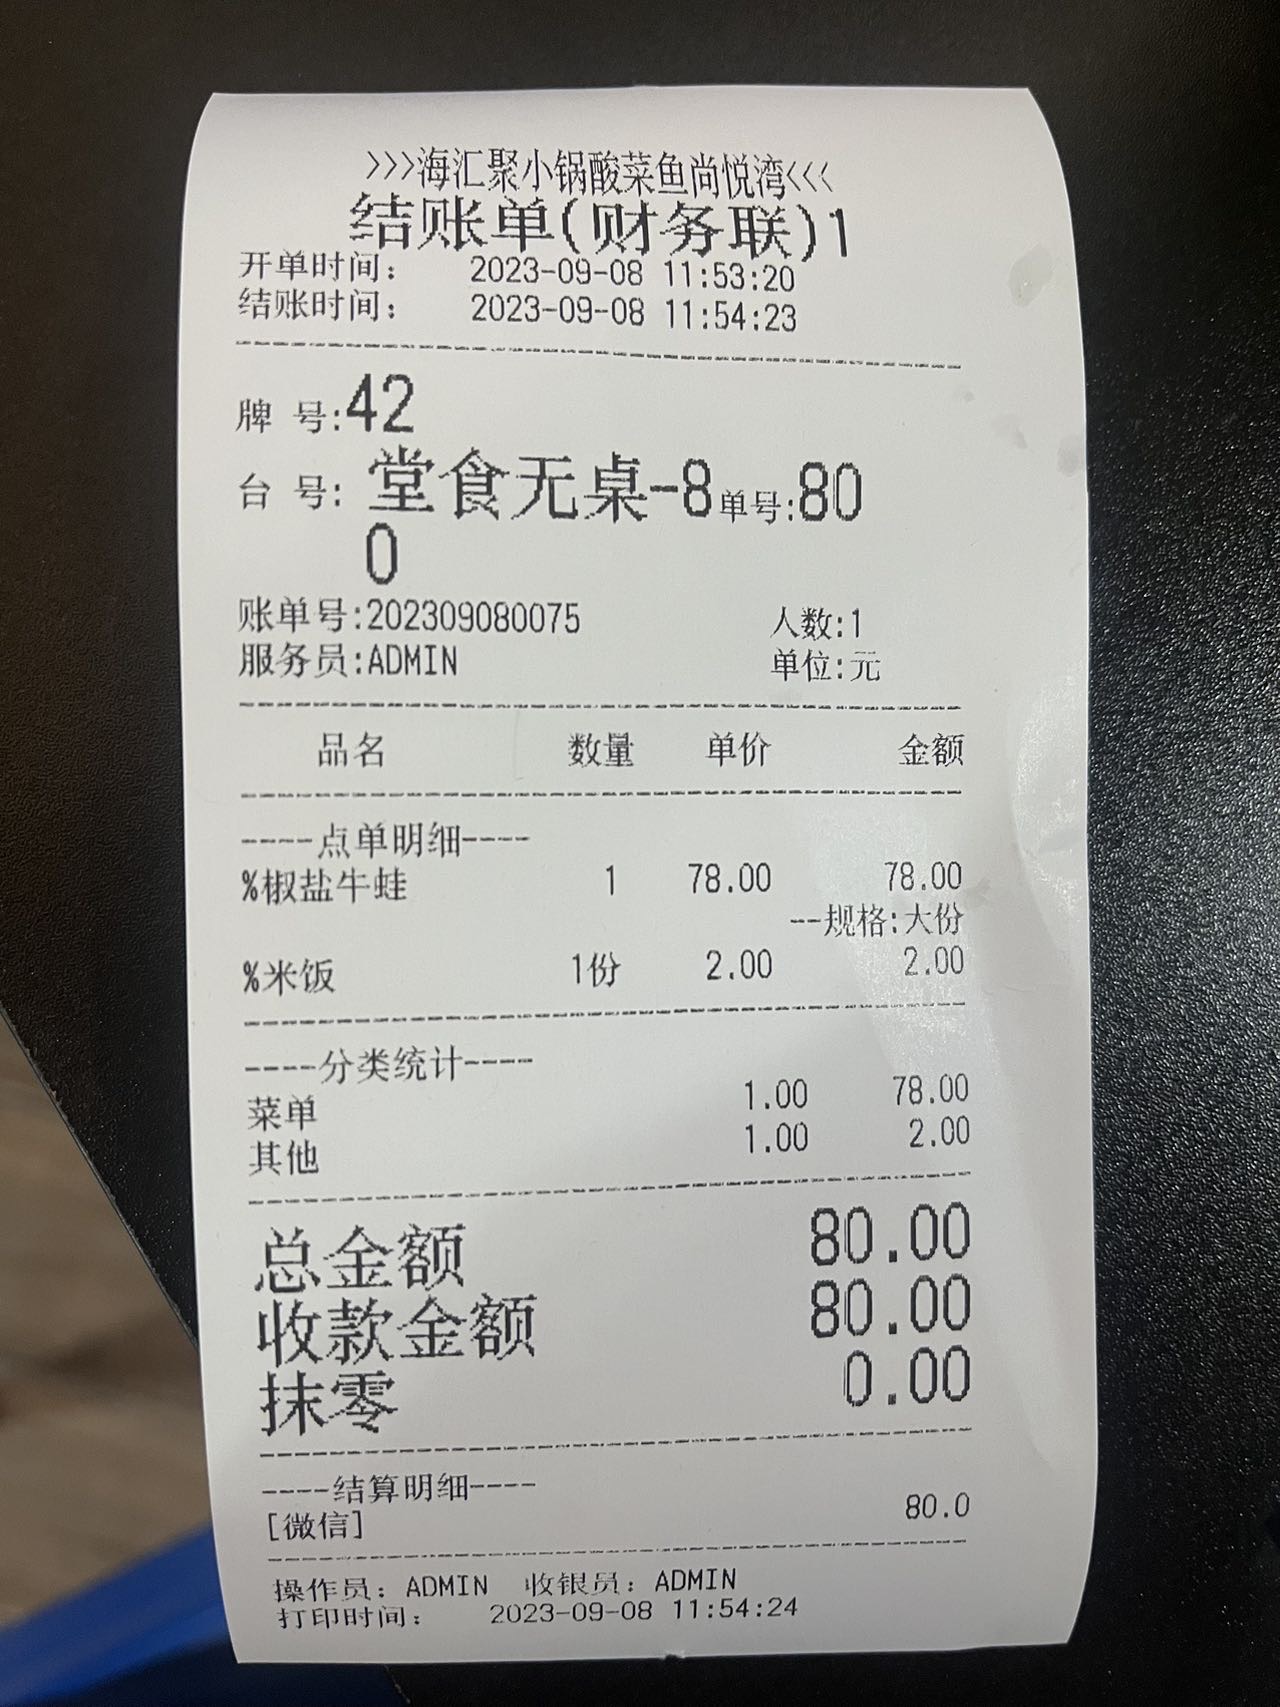 >>>海汇聚小锅酸菜鱼尚悦湾<<<
结账单(财务联)1
开单时间: 2023-09-08 11:53:20
结账时间: 2023-09-08 11:54:23
牌 号:42
台 号: 堂食无桌-8 单号:80
0
账单号:202309080075 人数:1
服务员:ADMIN 单位:元
品名 数量 单价 金额
----点单明细----
%椒盐牛蛙 1 78.00 78.00
--规格:大份
%米饭 1份 2.00 2.00
----分类统计----
菜单 1.00 78.00
其他 1.00 2.00
总金额 80.00
收款金额 80.00
抹零 0.00
----结算明细----
[微信] 80.0
操作员: ADMIN 收银员: ADMIN
打印时间: 2023-09-08 11:54:24